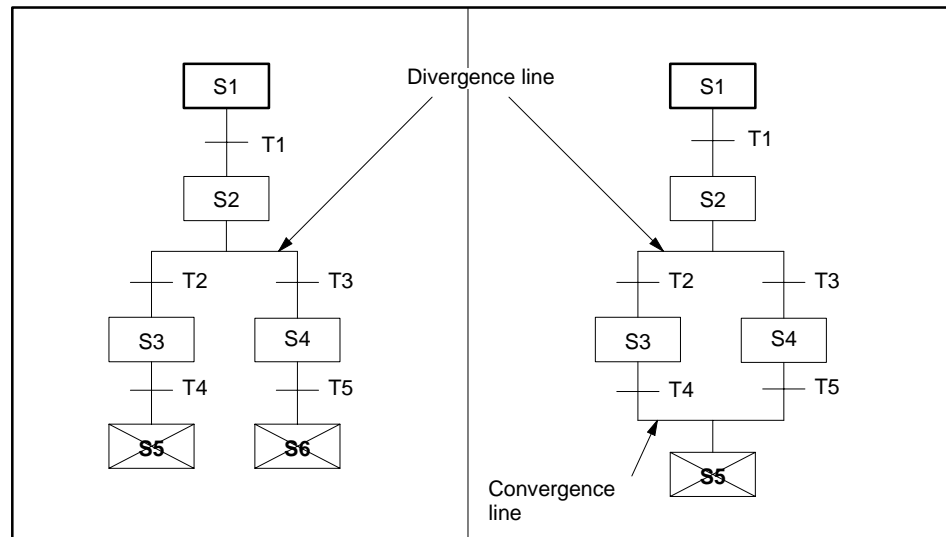 Divergence line
S1
T1
S2
T2
T3
S3
S4
T4
T5
S5
S6
S1
T1
S2
T2
T3
S3
S4
T4
T5
S5
Convergence
line